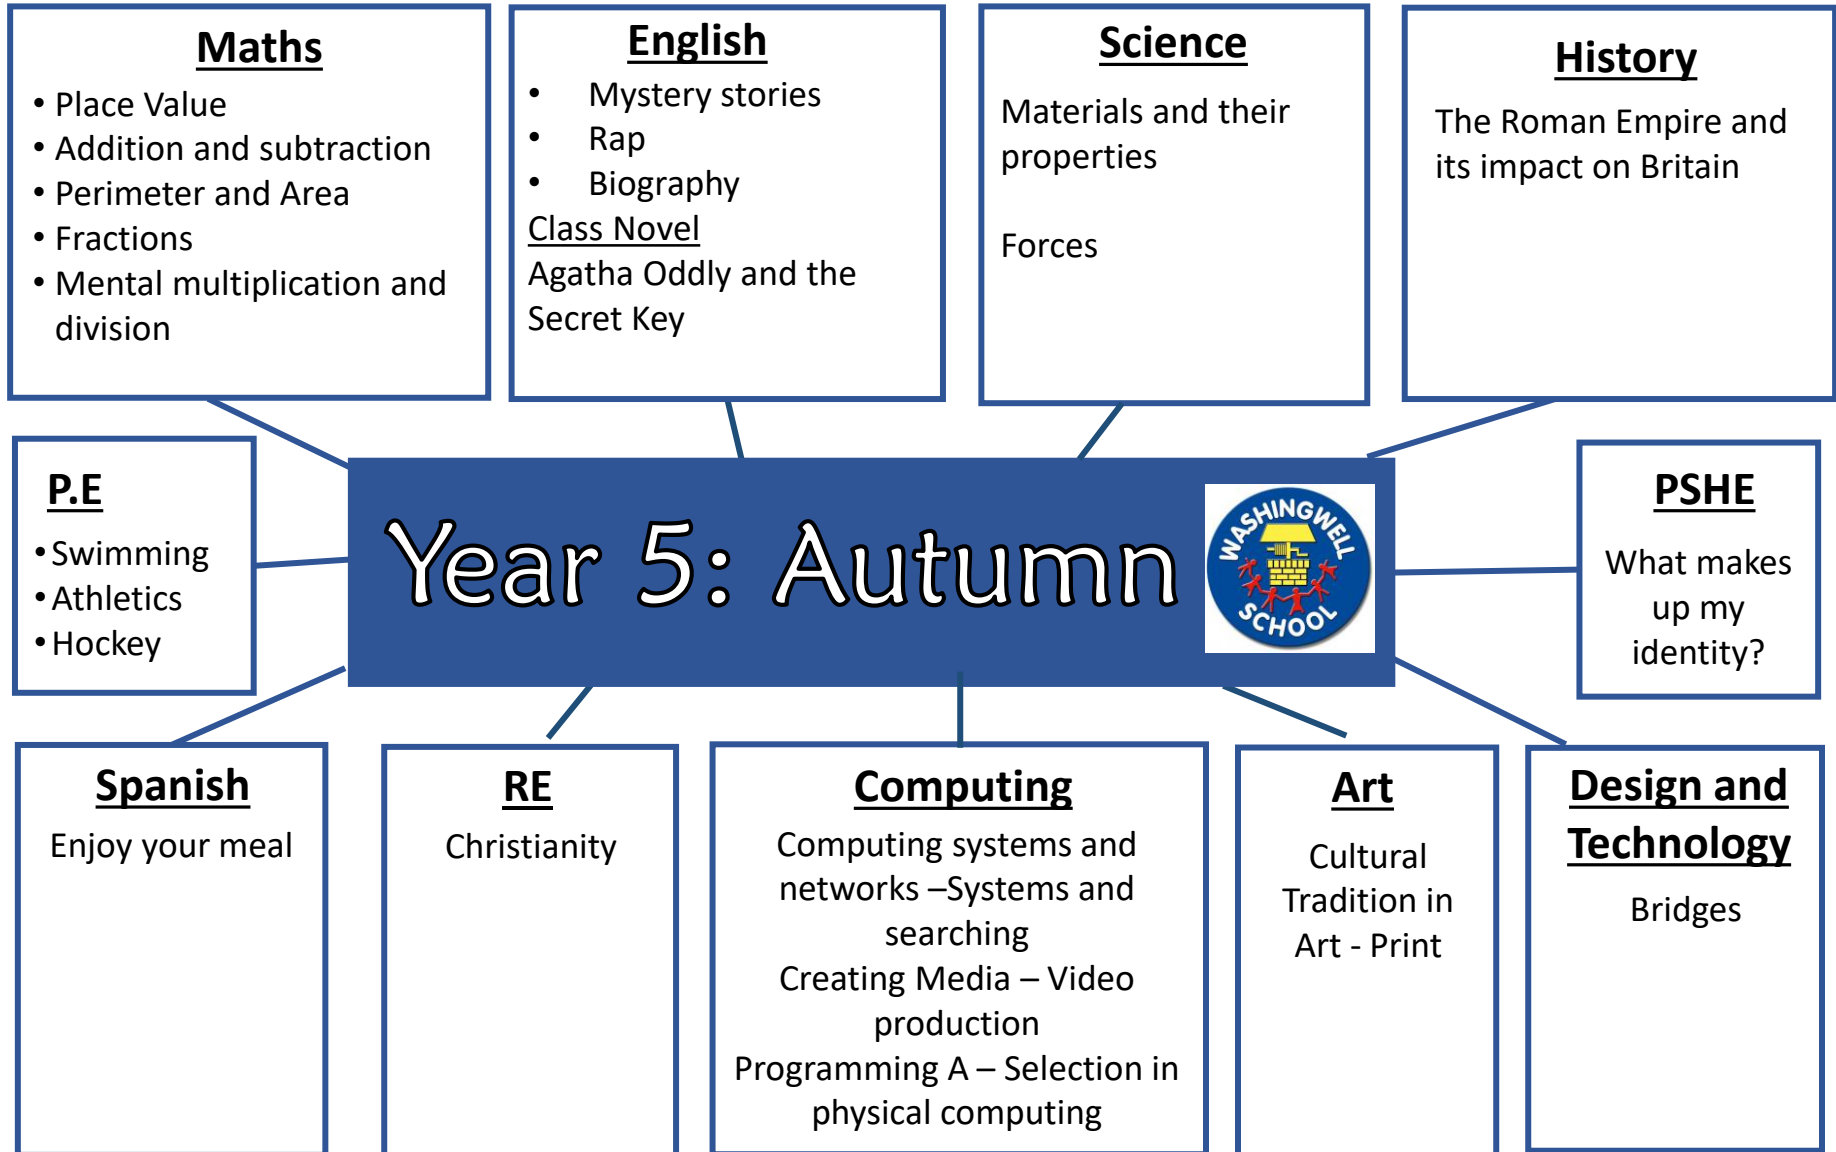 Maths
• Place Value
• Addition and subtraction
• Perimeter and Area
• Fractions
• Mental multiplication and
division
English
• Mystery stories
• Rap
• Biography
Class Novel
Agatha Oddly and the
Secret Key
Science
Materials and their
properties
Forces
History
The Roman Empire and
its impact on Britain
P.E
• Swimming
• Athletics
• Hockey
Year 5: Autumn
WASHINGWELL
SCHOOL
PSHE
What makes
up my
identity?
Spanish
Enjoy your meal
RE
Christianity
Computing
Computing systems and
networks –Systems and
searching
Creating Media – Video
production
Programming A – Selection in
physical computing
Art
Cultural
Tradition in
Art - Print
Design and
Technology
Bridges